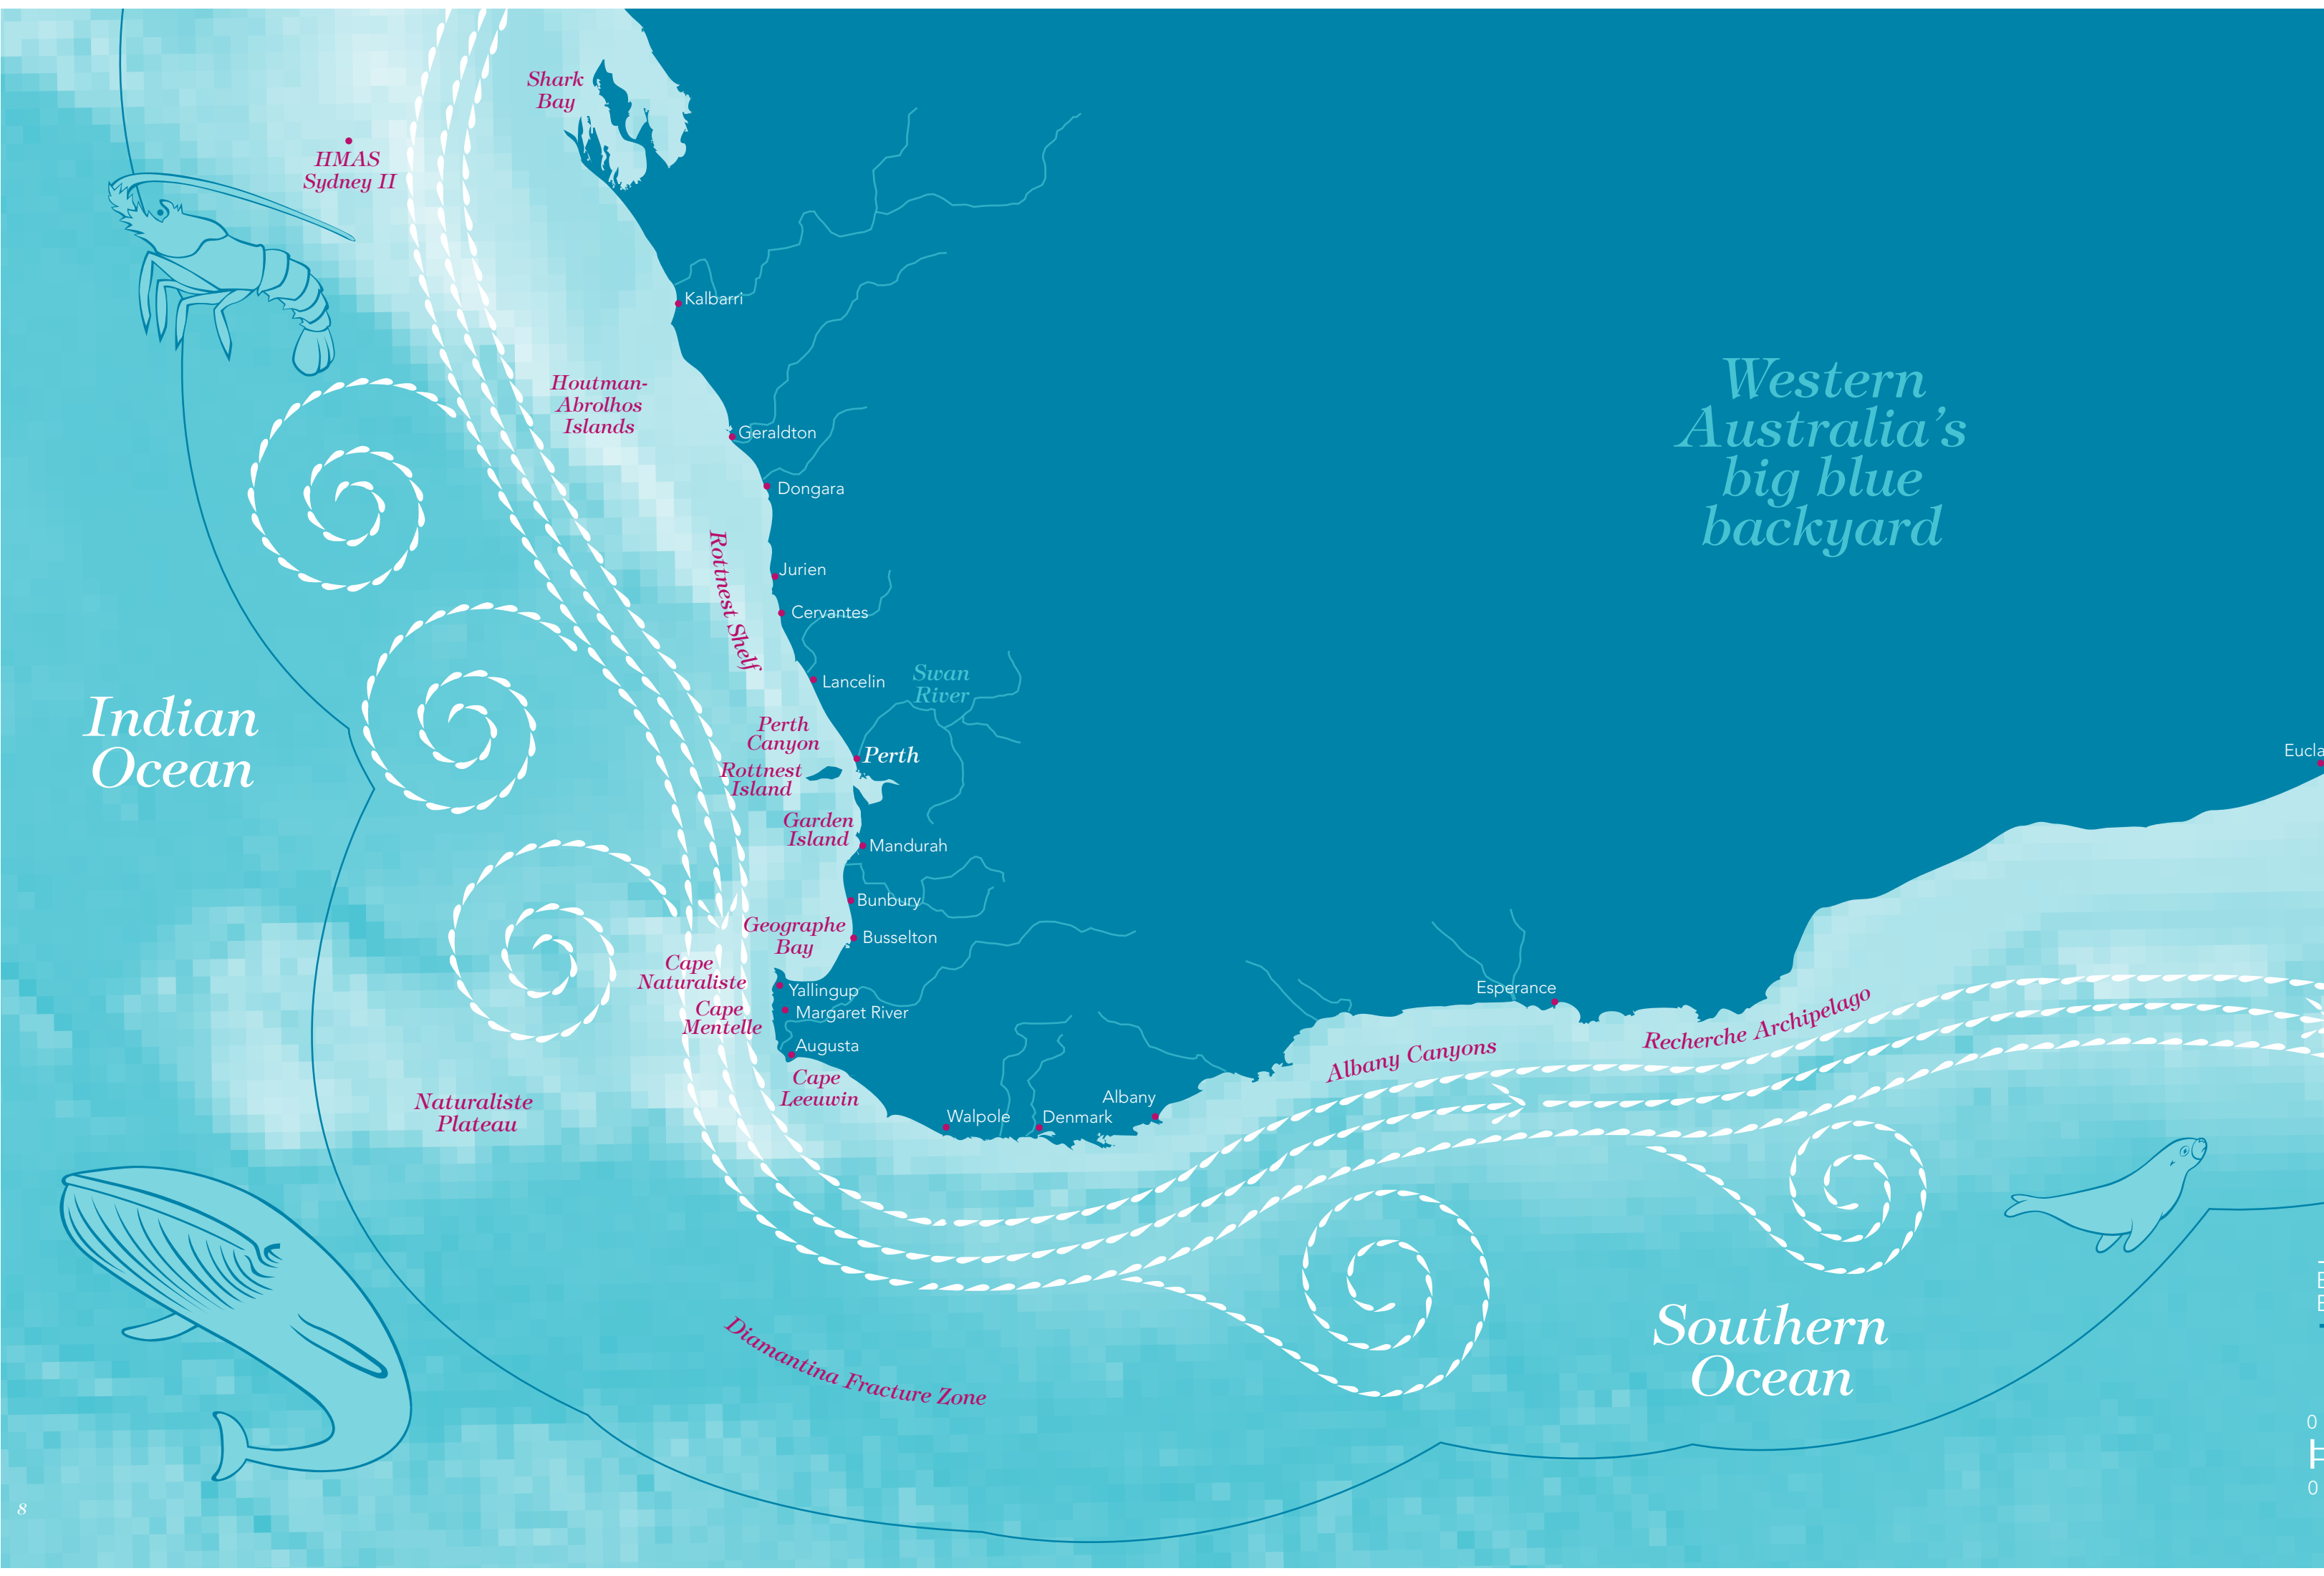 Shark
Bay
HMAS
Sydney II
Kalbarri
Western
Australia’s
big blue
backyard
Houtman-
Abrolhos
Islands
Geraldton
Dongara
Rottnest Shelf
Jurien
Cervantes
Lancelin
Swan
River
Indian
Ocean
Perth
Canyon
Perth
Rottnest
Island
Eucla
Garden
Island
Mandurah
Bunbury
Geographe
Bay
Busselton
Cape
Naturaliste
Yallingup
Cape
Mentelle
Margaret River
Augusta
Esperance
Recherche Archipelago
Albany Canyons
Cape
Leeuwin
Naturaliste
Plateau
Walpole
Denmark
Albany
Diamantina Fracture Zone
Southern
Ocean
0
0
8